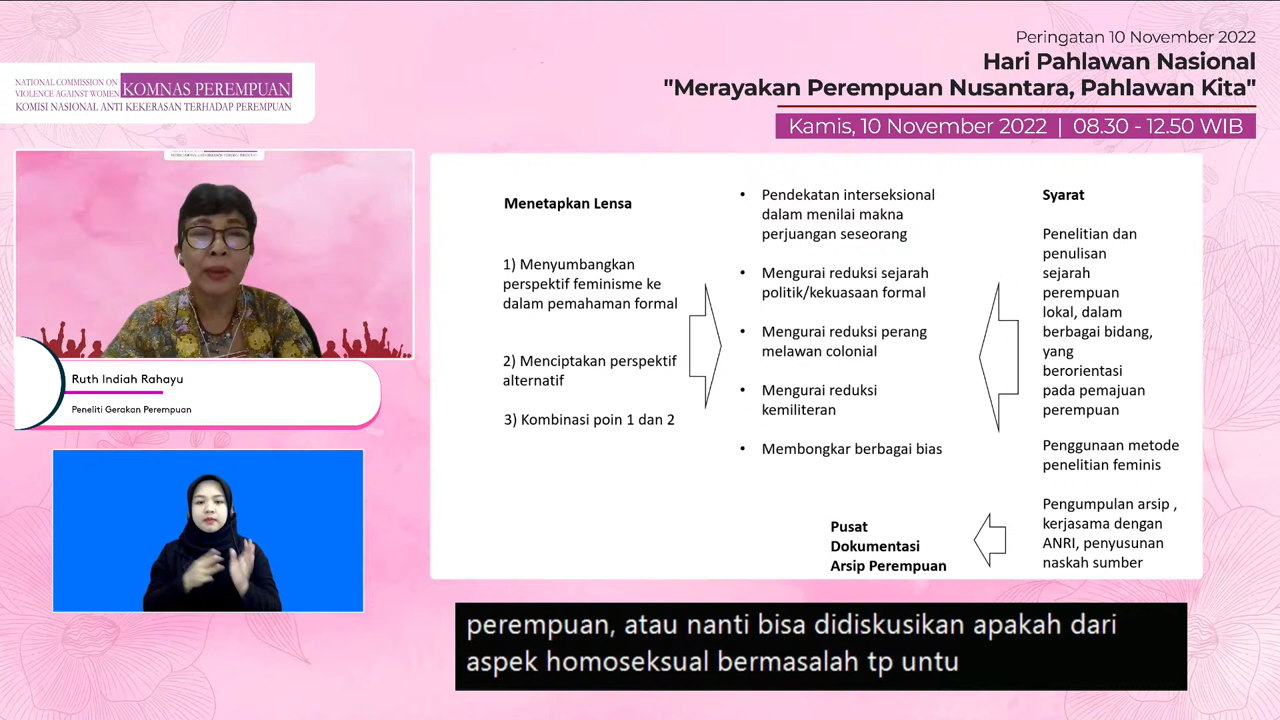 Peringatan 10 November 2022
Hari Pahlawan Nasional
"Merayakan Perempuan Nusantara, Pahlawan Kita"
Kamis, 10 November 2022 | 08.30 - 12.50 WIB
NATIONAL COMMISSION ON
VIOLENCE AGAINST WOMEN
KOMNAS PEREMPUAN
KOMISI NASIONAL ANTI KEKERASAN TERHADAP PEREMPUAN
Ruth Indiah Rahayu
Peneliti Gerakan Perempuan
Menetapkan Lensa
1) Menyumbangkan
perspektif feminisme ke
dalam pemahaman formal
2) Menciptakan perspektif
alternatif
3) Kombinasi poin 1 dan 2
• Pendekatan interseksional
dalam menilai makna
perjuangan seseorang
• Mengurai reduksi sejarah
politik/kekuasaan formal
• Mengurai reduksi perang
melawan colonial
• Mengurai reduksi
kemiliteran
• Membongkar berbagai bias
Pusat
Dokumentasi
Arsip Perempuan
Syarat
Penelitian dan
penulisan
sejarah
perempuan
lokal, dalam
berbagai bidang,
yang
berorientasi
pada pemajuan
perempuan
Penggunaan metode
penelitian feminis
Pengumpulan arsip ,
kerjasama dengan
ANRI, penyusunan
naskah sumber
perempuan, atau nanti bisa didiskusikan apakah dari
aspek homoseksual bermasalah tp untu